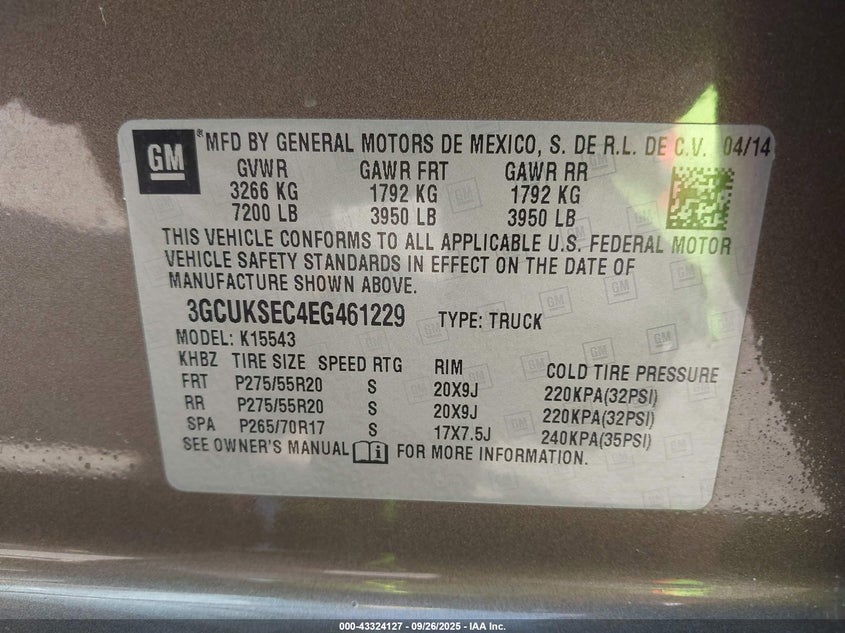 GM ® MFD BY GENERAL MOTORS DE MEXICO, S. DE R.L. DE C.V. 04/14
GVWR GAWR FRT GAWR RR
3266 KG 1792 KG 1792 KG
7200 LB 3950 LB 3950 LB
THIS VEHICLE CONFORMS TO ALL APPLICABLE U.S. FEDERAL MOTOR
VEHICLE SAFETY STANDARDS IN EFFECT ON THE DATE OF
MANUFACTURE SHOWN ABOVE.
3GCUKSEC4EG461229 TYPE: TRUCK
MODEL: K15543
KHBZ TIRE SIZE SPEED RTG RIM COLD TIRE PRESSURE
FRT P275/55R20 S 20X9J 220KPA(32PSI)
RR P275/55R20 S 20X9J 220KPA(32PSI)
SPA P265/70R17 S 17X7.5J 240KPA(35PSI)
SEE OWNER'S MANUAL i FOR MORE INFORMATION.
000-43324127 - 09/26/2025 - IAA Inc.